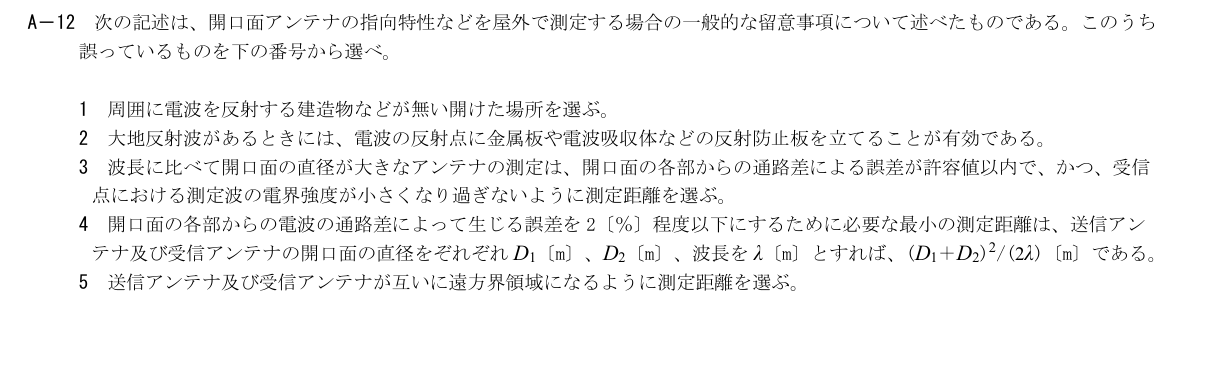 A－12 次の記述は、開口面アンテナの指向特性などを屋外で測定する場合の一般的な留意事項について述べたものである。このうち
誤っているものを下の番号から選べ。
1 周囲に電波を反射する建造物などが無い開けた場所を選ぶ。
2 大地反射波があるときには、電波の反射点に金属板や電波吸収体などの反射防止板を立てることが有効である。
3 波長に比べて開口面の直径が大きなアンテナの測定は、開口面の各部からの通路差による誤差が許容値以内で、かつ、受信
点における測定波の電界強度が小さくなり過ぎないように測定距離を選ぶ。
4 開口面の各部からの電波の通路差によって生じる誤差を 2〔%〕程度以下にするために必要な最小の測定距離は、送信アン
テナ及び受信アンテナの開口面の直径をぞれぞれ D₁〔m〕、D₂〔m〕、波長を λ〔m〕とすれば、(D₁+D₂)²/(2λ)〔m〕である。
5 送信アンテナ及び受信アンテナが互いに遠方界領域になるように測定距離を選ぶ。